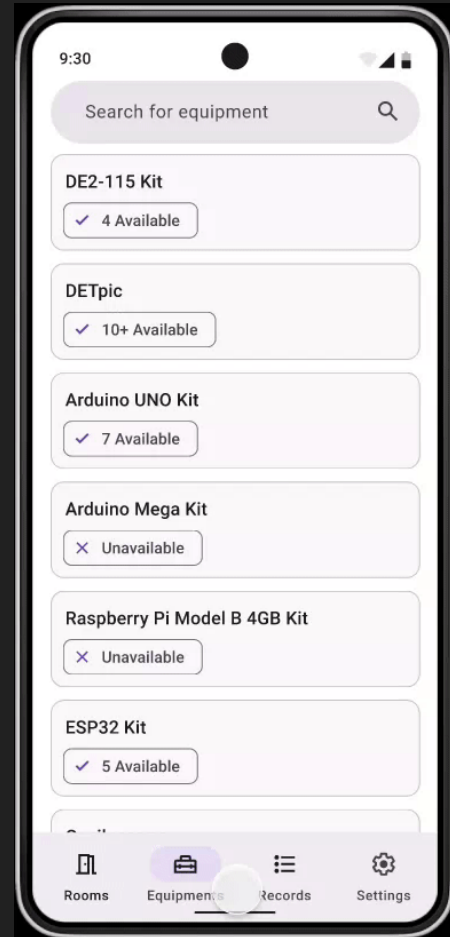 9:30
Search for equipment
DE2-115 Kit
4 Available
DETpic
10+ Available
Arduino UNO Kit
7 Available
Arduino Mega Kit
Unavailable
Raspberry Pi Model B 4GB Kit
Unavailable
ESP32 Kit
5 Available
Rooms Equipments Records Settings